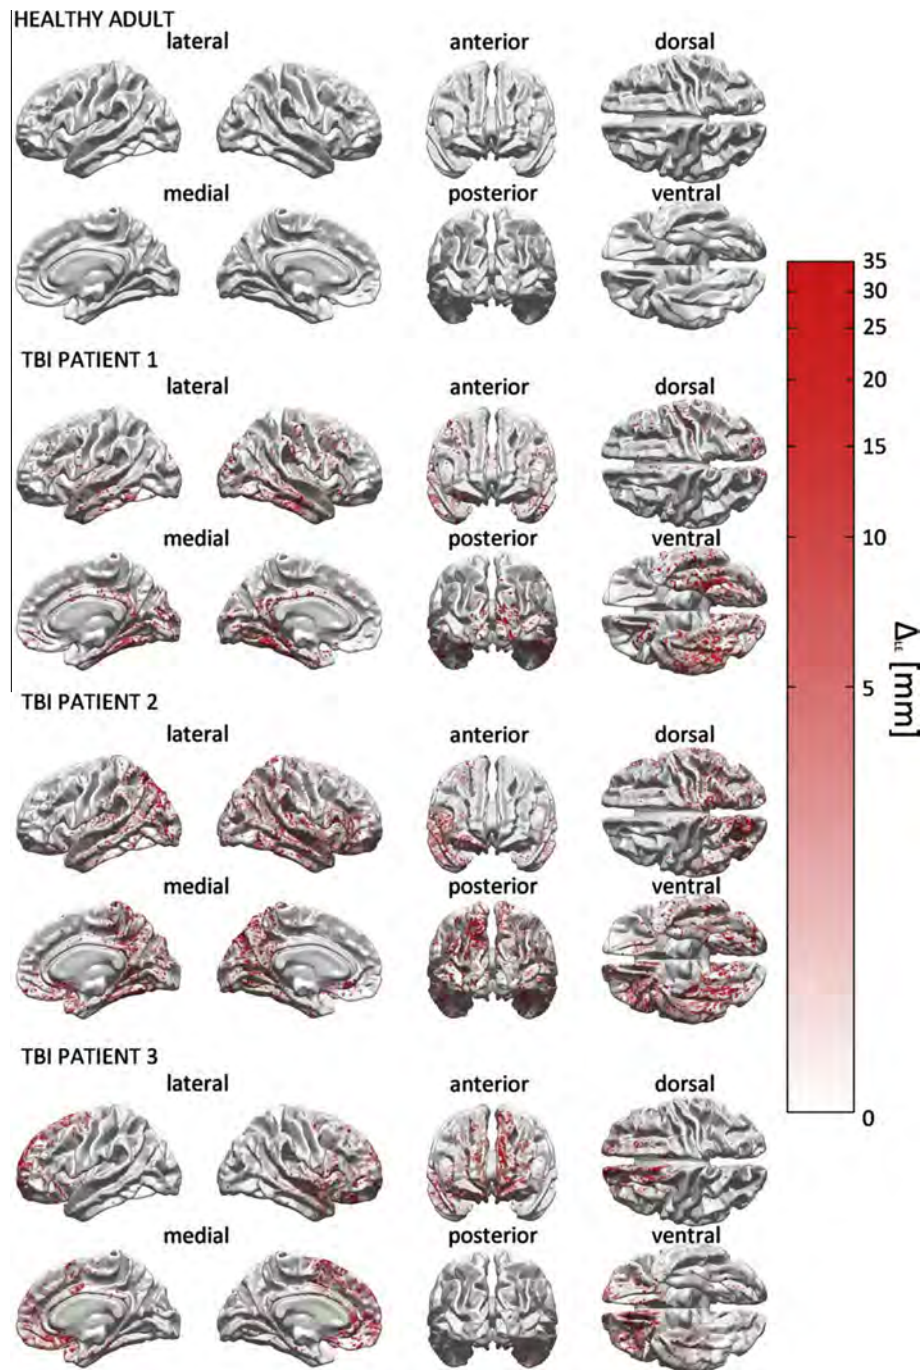 HEALTHY ADULT
lateral anterior dorsal
medial posterior ventral
35
30
25
20
15
10
5
0
Δ_LE [mm]
TBI PATIENT 1
lateral anterior dorsal
medial posterior ventral
TBI PATIENT 2
lateral anterior dorsal
medial posterior ventral
TBI PATIENT 3
lateral anterior dorsal
medial posterior ventral